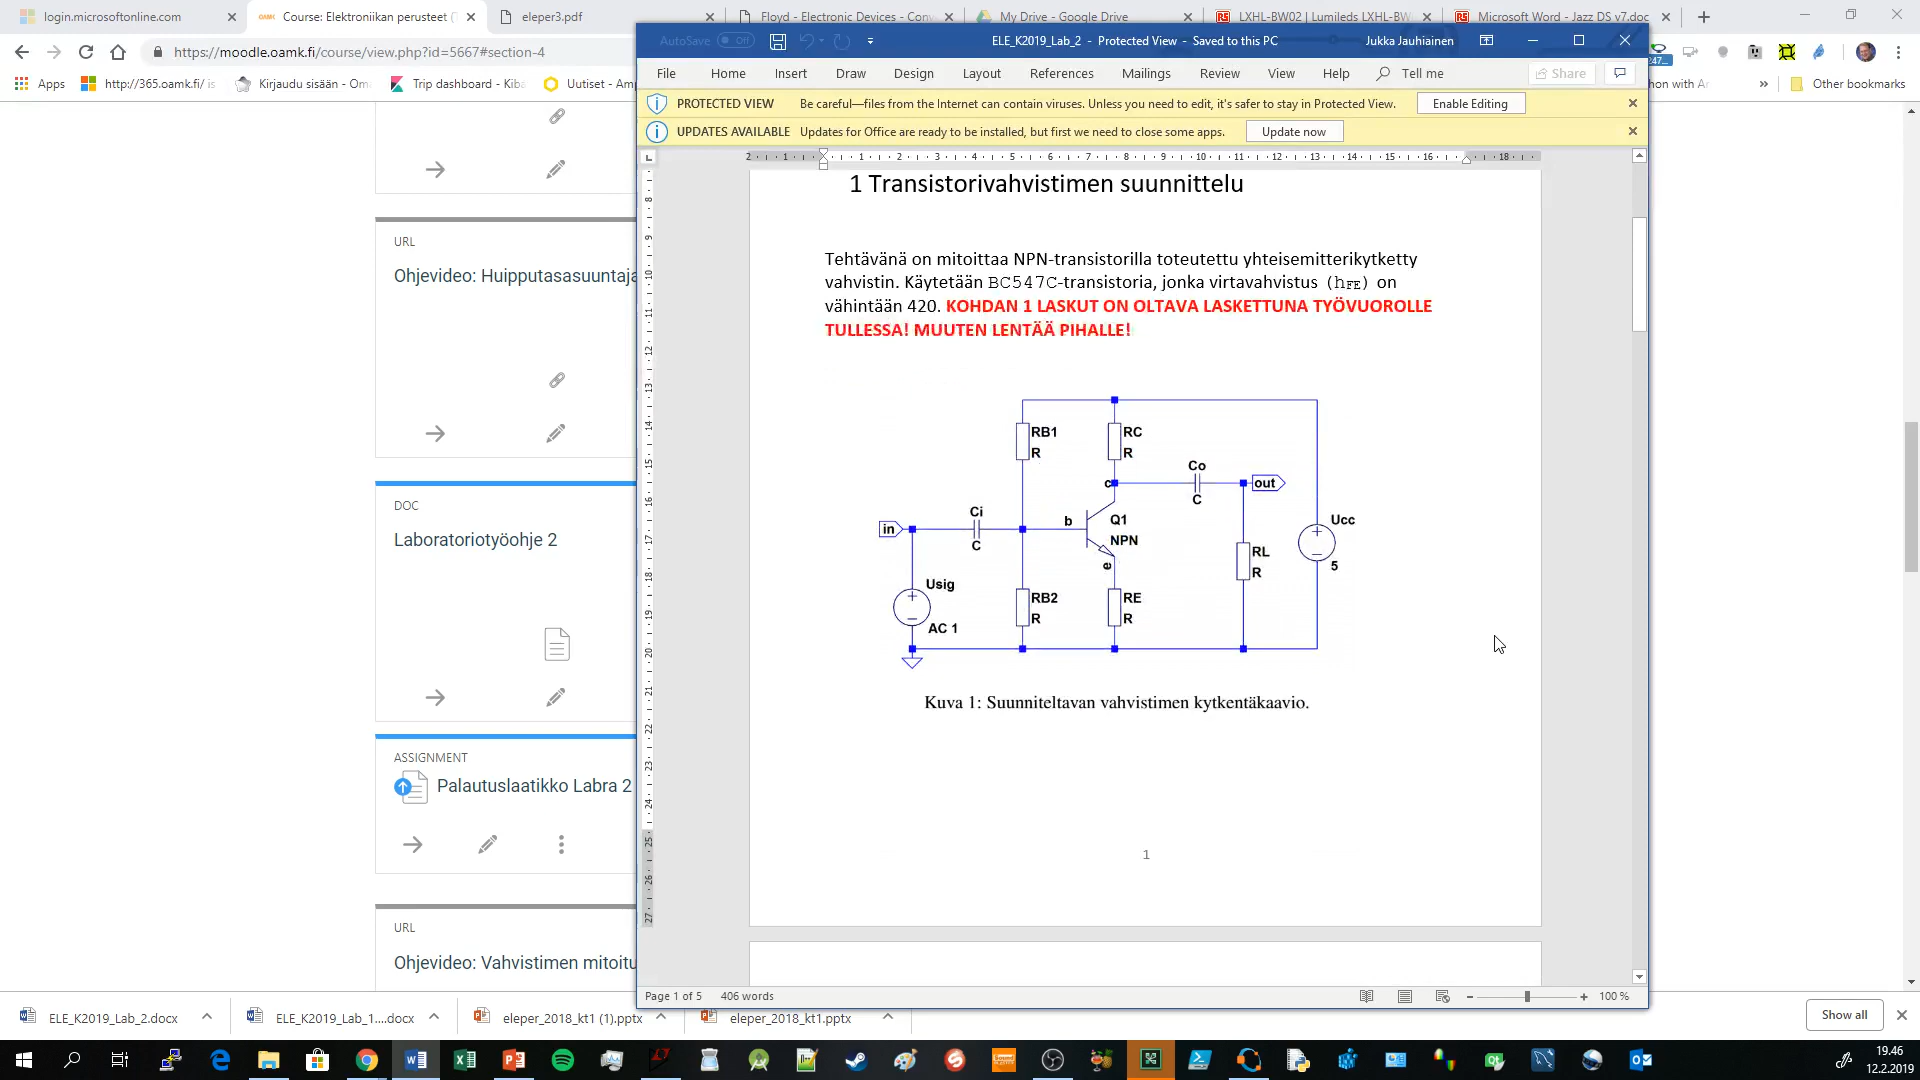 login.microsoftonline.com
Course: Elektroniikan perusteet (
eleper3.pdf
Floyd - Electronic Devices - Con
My Drive - Google Drive
LXHL-BW02 | Lumileds LXHL-BW
Microsoft Word - Jazz DS v7.doc
https://moodle.oamk.fi/course/view.php?id=5667#section-4
Apps
http://365.oamk.fi/
Kirjaudu sisään - Oma
Trip dashboard - Kiba
Uutiset - Am
Other bookmarks
AutoSave
Off
ELE_K2019_Lab_2 - Protected View - Saved to this PC
Jukka Jauhiainen
File
Home
Insert
Draw
Design
Layout
References
Mailings
Review
View
Help
Tell me
Share
PROTECTED VIEW Be careful—files from the Internet can contain viruses. Unless you need to edit, it's safer to stay in Protected View.
Enable Editing
UPDATES AVAILABLE Updates for Office are ready to be installed, but first we need to close some apps.
Update now
URL
Ohjevideo: Huipputasasuuntaja
DOC
Laboratoriotyöohje 2
ASSIGNMENT
Palautuslaatikko Labra 2
URL
Ohjevideo: Vahvistimen mitoitu
1 Transistorivahvistimen suunnittelu
Tehtävänä on mitoittaa NPN-transistorilla toteutettu yhteisemitterikytketty
vahvistin. Käytetään BC547C-transistoria, jonka virtavahvistus (hFE) on
vähintään 420. KOHDAN 1 LASKUT ON OLTAVA LASKETTUNA TYÖVUOROLLE
TULLESSA! MUUTEN LENTÄÄ PIHALLE!
RB1
R
RC
R
Co
C
c
out
in
Ci
C
b
Q1
NPN
e
Ucc
5
RL
R
Usig
AC 1
RB2
R
RE
R
Kuva 1: Suunniteltavan vahvistimen kytkentäkaavio.
1
Page 1 of 5
406 words
100 %
ELE_K2019_Lab_2.docx
ELE_K2019_Lab_1....docx
eleper_2018_kt1 (1).pptx
eleper_2018_kt1.pptx
Show all
19.46
12.2.2019